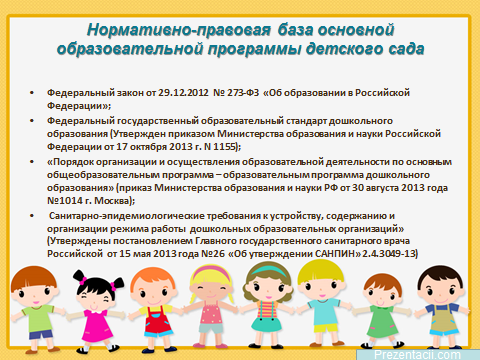 Нормативно-правовая база основной
образовательной программы детского сада
• Федеральный закон от 29.12.2012 № 273-ФЗ «Об образовании в Российской
Федерации»;
• Федеральный государственный образовательный стандарт дошкольного
образования (Утвержден приказом Министерства образования и науки Российской
Федерации от 17 октября 2013 г. N 1155);
• «Порядок организации и осуществления образовательной деятельности по основным
общеобразовательным программа – образовательным программа дошкольного
образования» (приказ Министерства образования и науки РФ от 30 августа 2013 года
№1014 г. Москва);
• Санитарно-эпидемиологические требования к устройству, содержанию и
организации режима работы дошкольных образовательных организаций»
(Утверждены постановлением Главного государственного санитарного врача
Российской от 15 мая 2013 года №26 «Об утверждении САНПИН» 2.4.3049-13)
Prezentacii.com